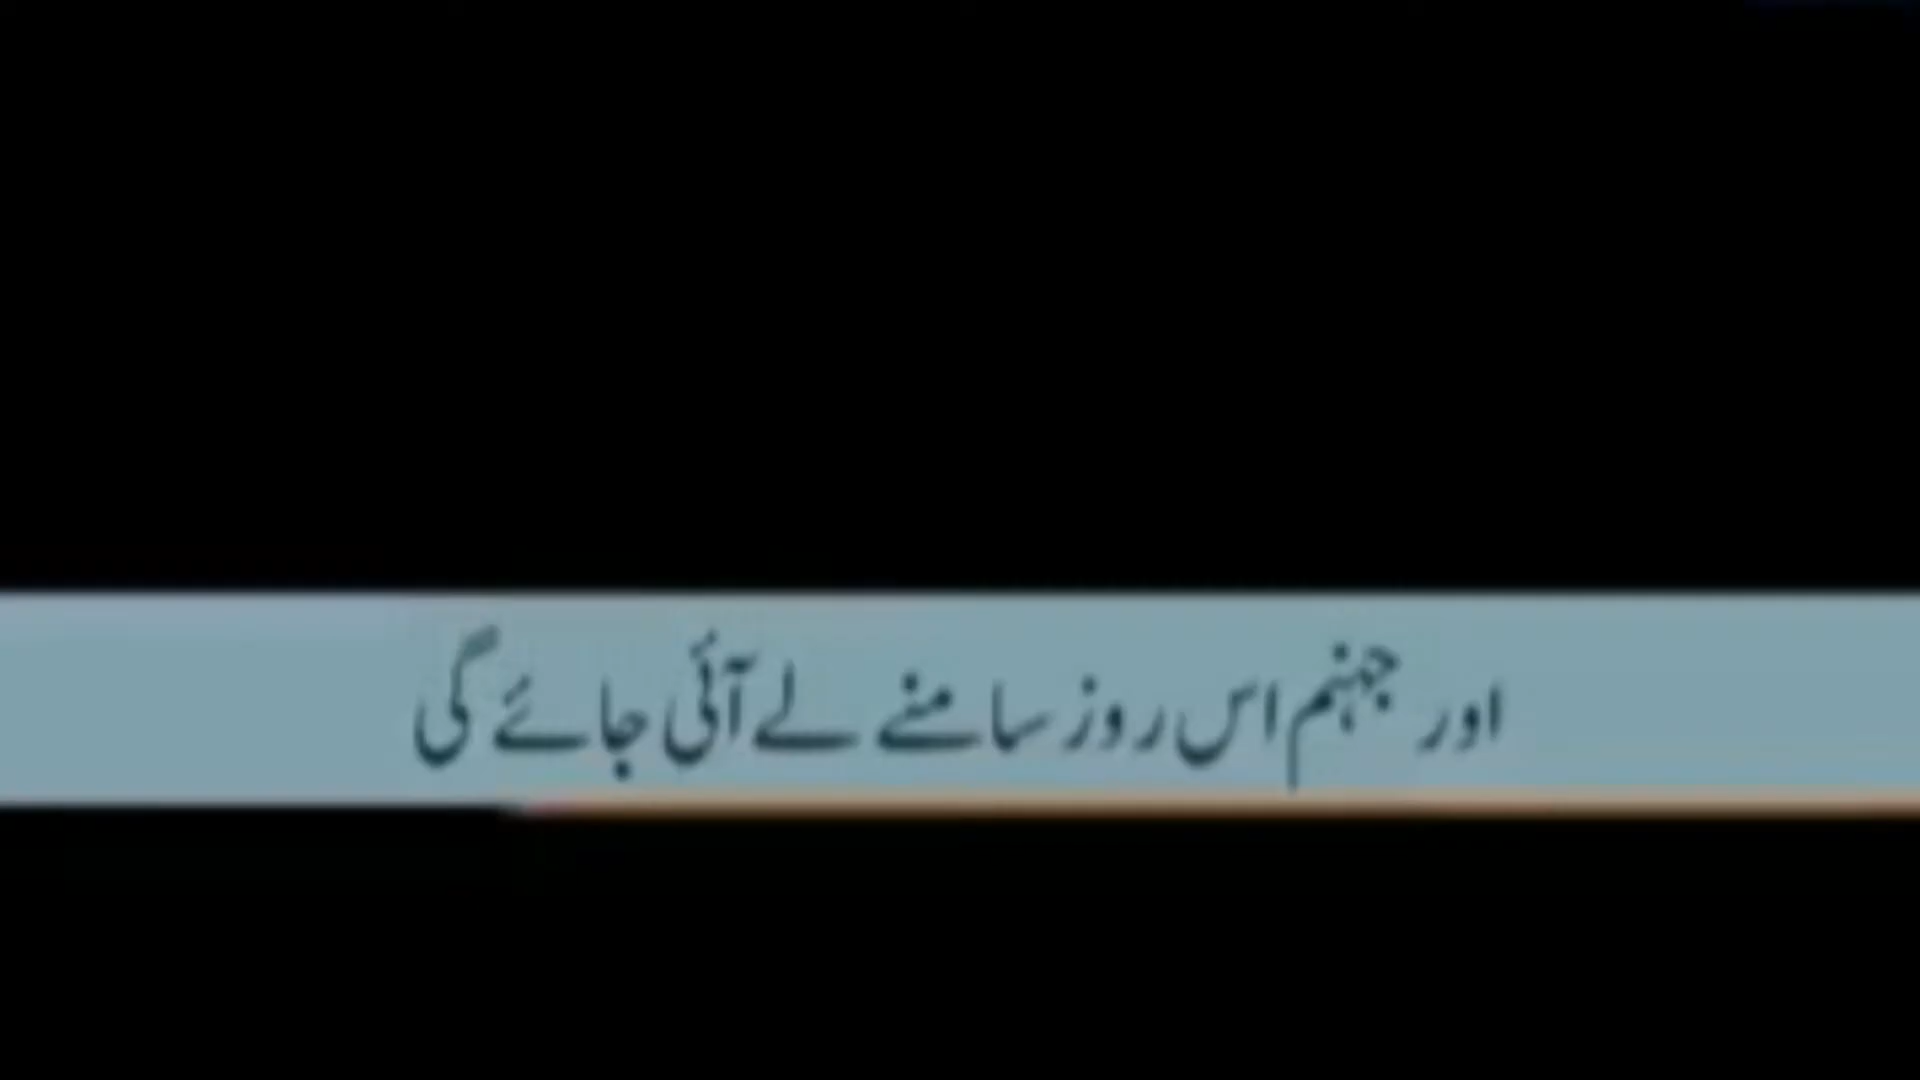 اور جہنم اس روز سامنے لے آئی جائے گی